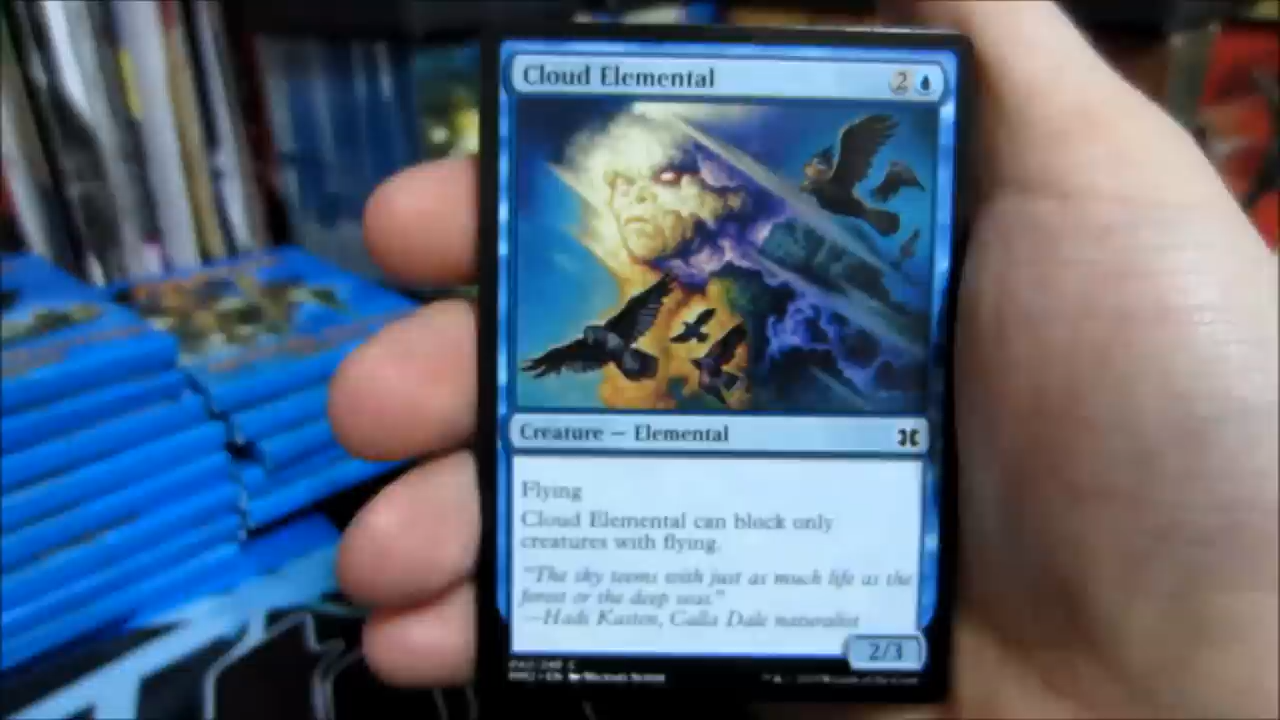 Cloud Elemental 2
Creature — Elemental
Flying
Cloud Elemental can block only
creatures with flying.
"The sky teems with just as much life as the
forest or the deep seas."
—Hadi Kasten, Calla Dale naturalist
2/3